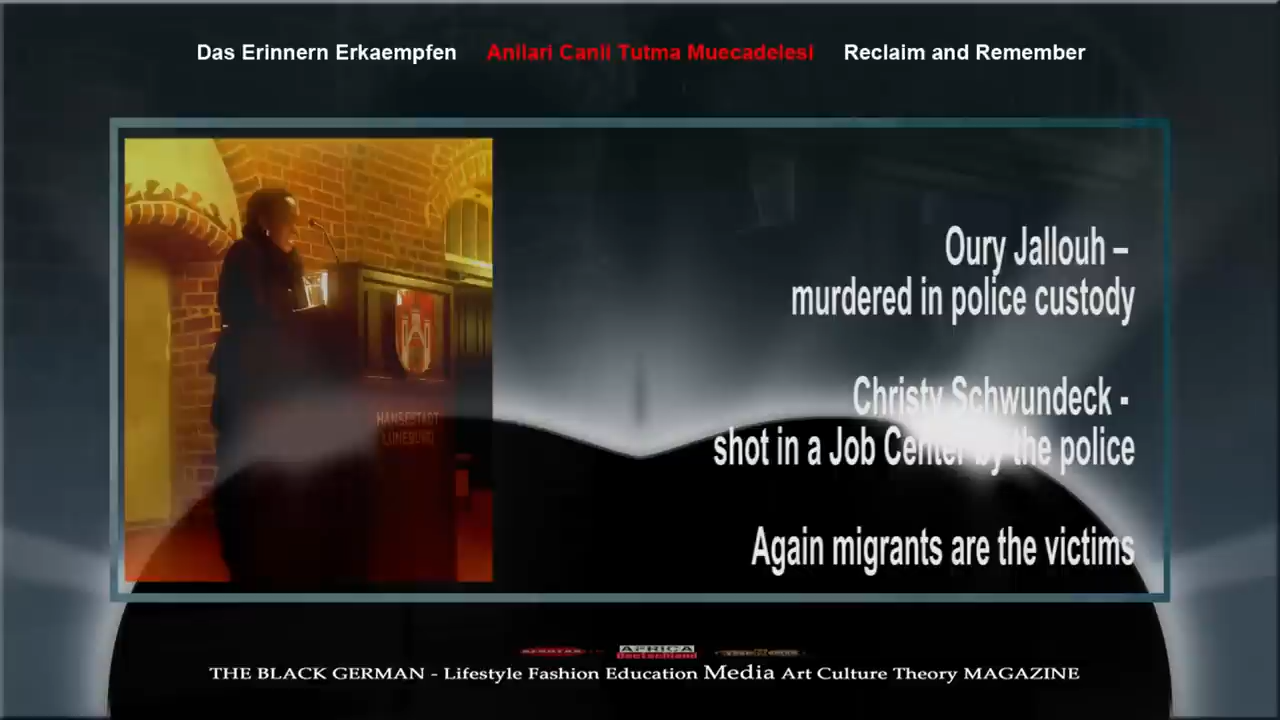 Das Erinnern Erkaempfen Anilari Canli Tutma Muecadelesi Reclaim and Remember
Oury Jallouh –
murdered in police custody
Christy Schwundeck -
shot in a Job Center by the police
Again migrants are the victims
HANSESTADT
LÜNEBURG
AFRICA
Deutschland
THE BLACK GERMAN - Lifestyle Fashion Education Media Art Culture Theory MAGAZINE